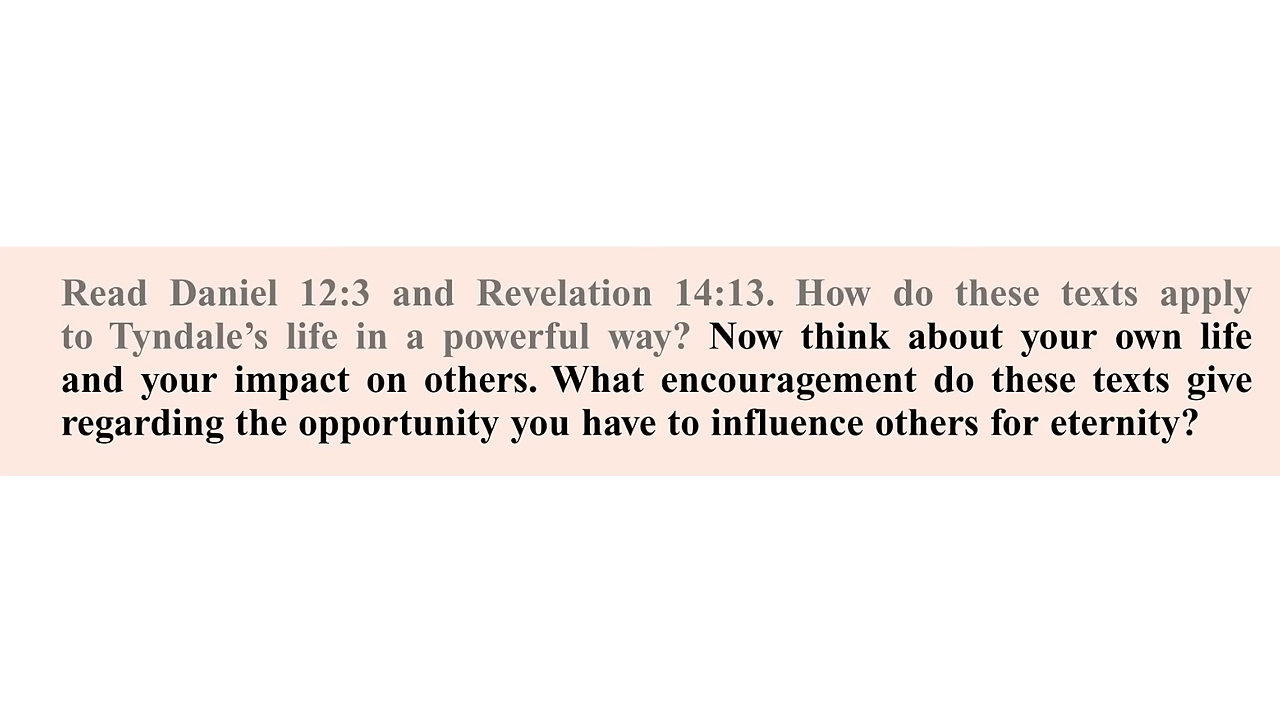 Read Daniel 12:3 and Revelation 14:13. How do these texts apply
to Tyndale’s life in a powerful way? Now think about your own life
and your impact on others. What encouragement do these texts give
regarding the opportunity you have to influence others for eternity?